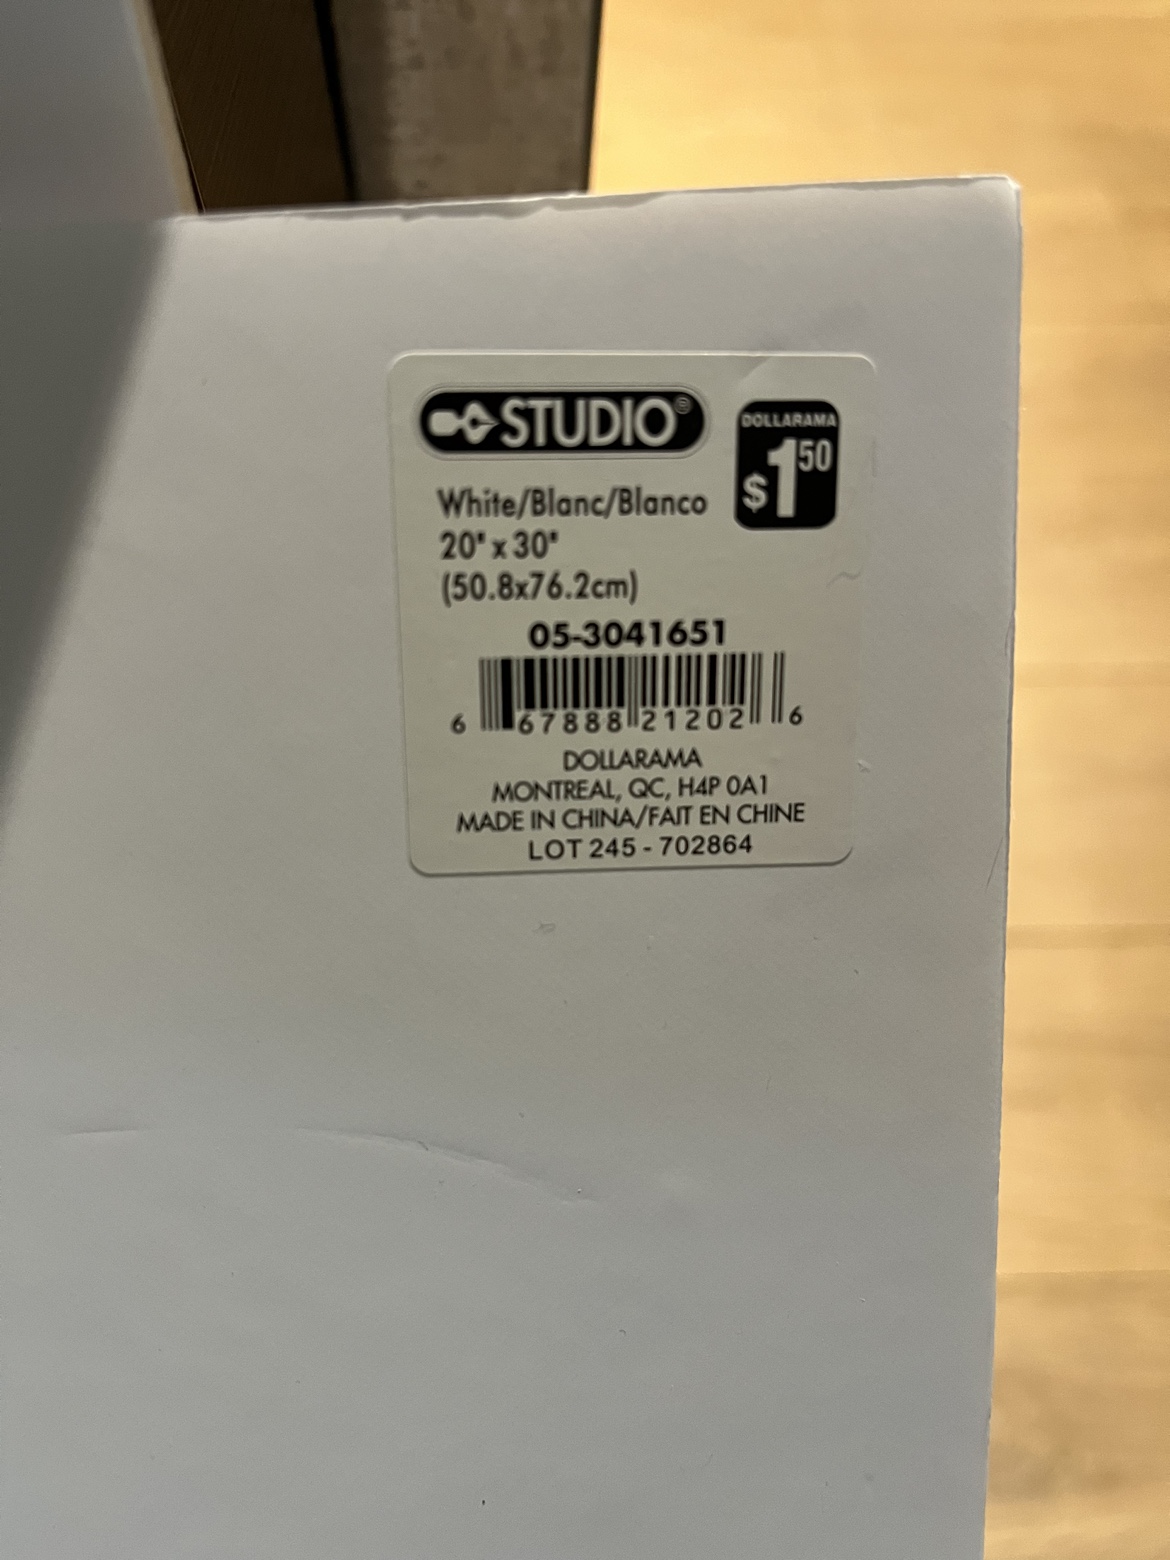 STUDIO®
DOLLARAMA
$1.50
White/Blanc/Blanco
20" x 30"
(50.8x76.2cm)
05-3041651
6 67888 21202 6
DOLLARAMA
MONTREAL, QC, H4P 0A1
MADE IN CHINA/FAIT EN CHINE
LOT 245 - 702864